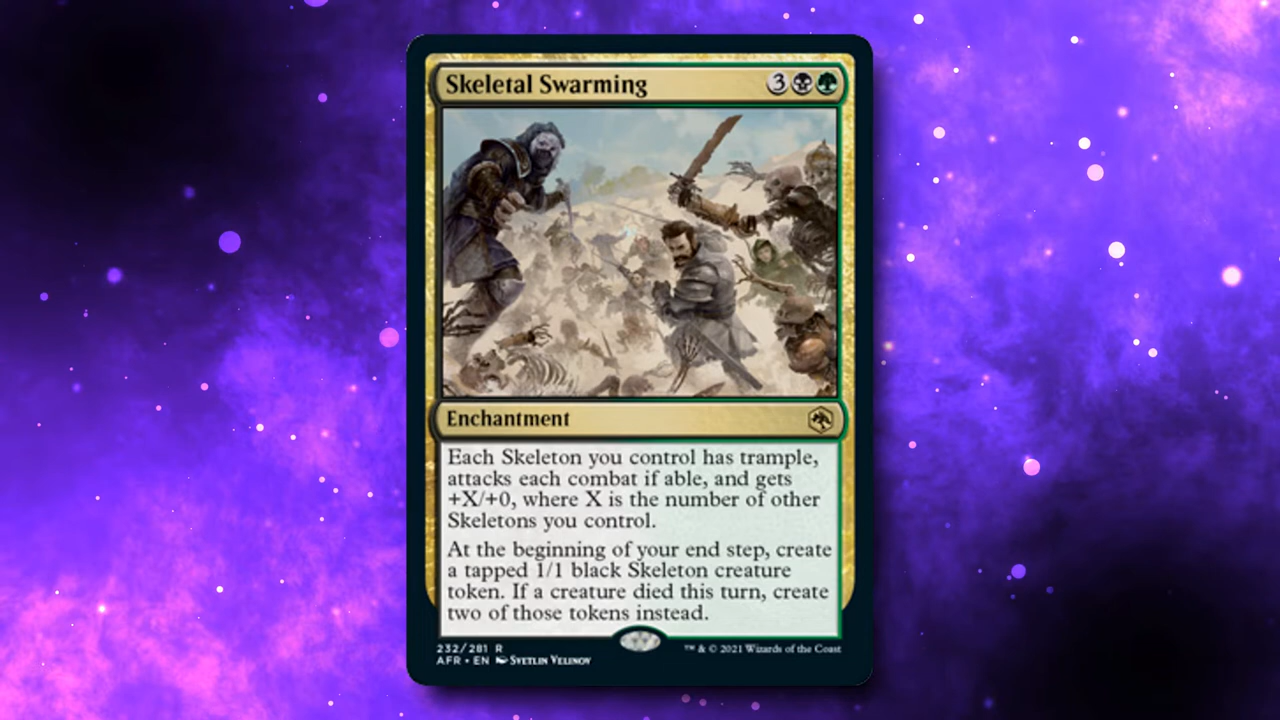 Skeletal Swarming 3
Enchantment
Each Skeleton you control has trample,
attacks each combat if able, and gets
+X/+0, where X is the number of other
Skeletons you control.
At the beginning of your end step, create
a tapped 1/1 black Skeleton creature
token. If a creature died this turn, create
two of those tokens instead.
232/281 R
AFR • EN Svetlin Velinov
™ & © 2021 Wizards of the Coast